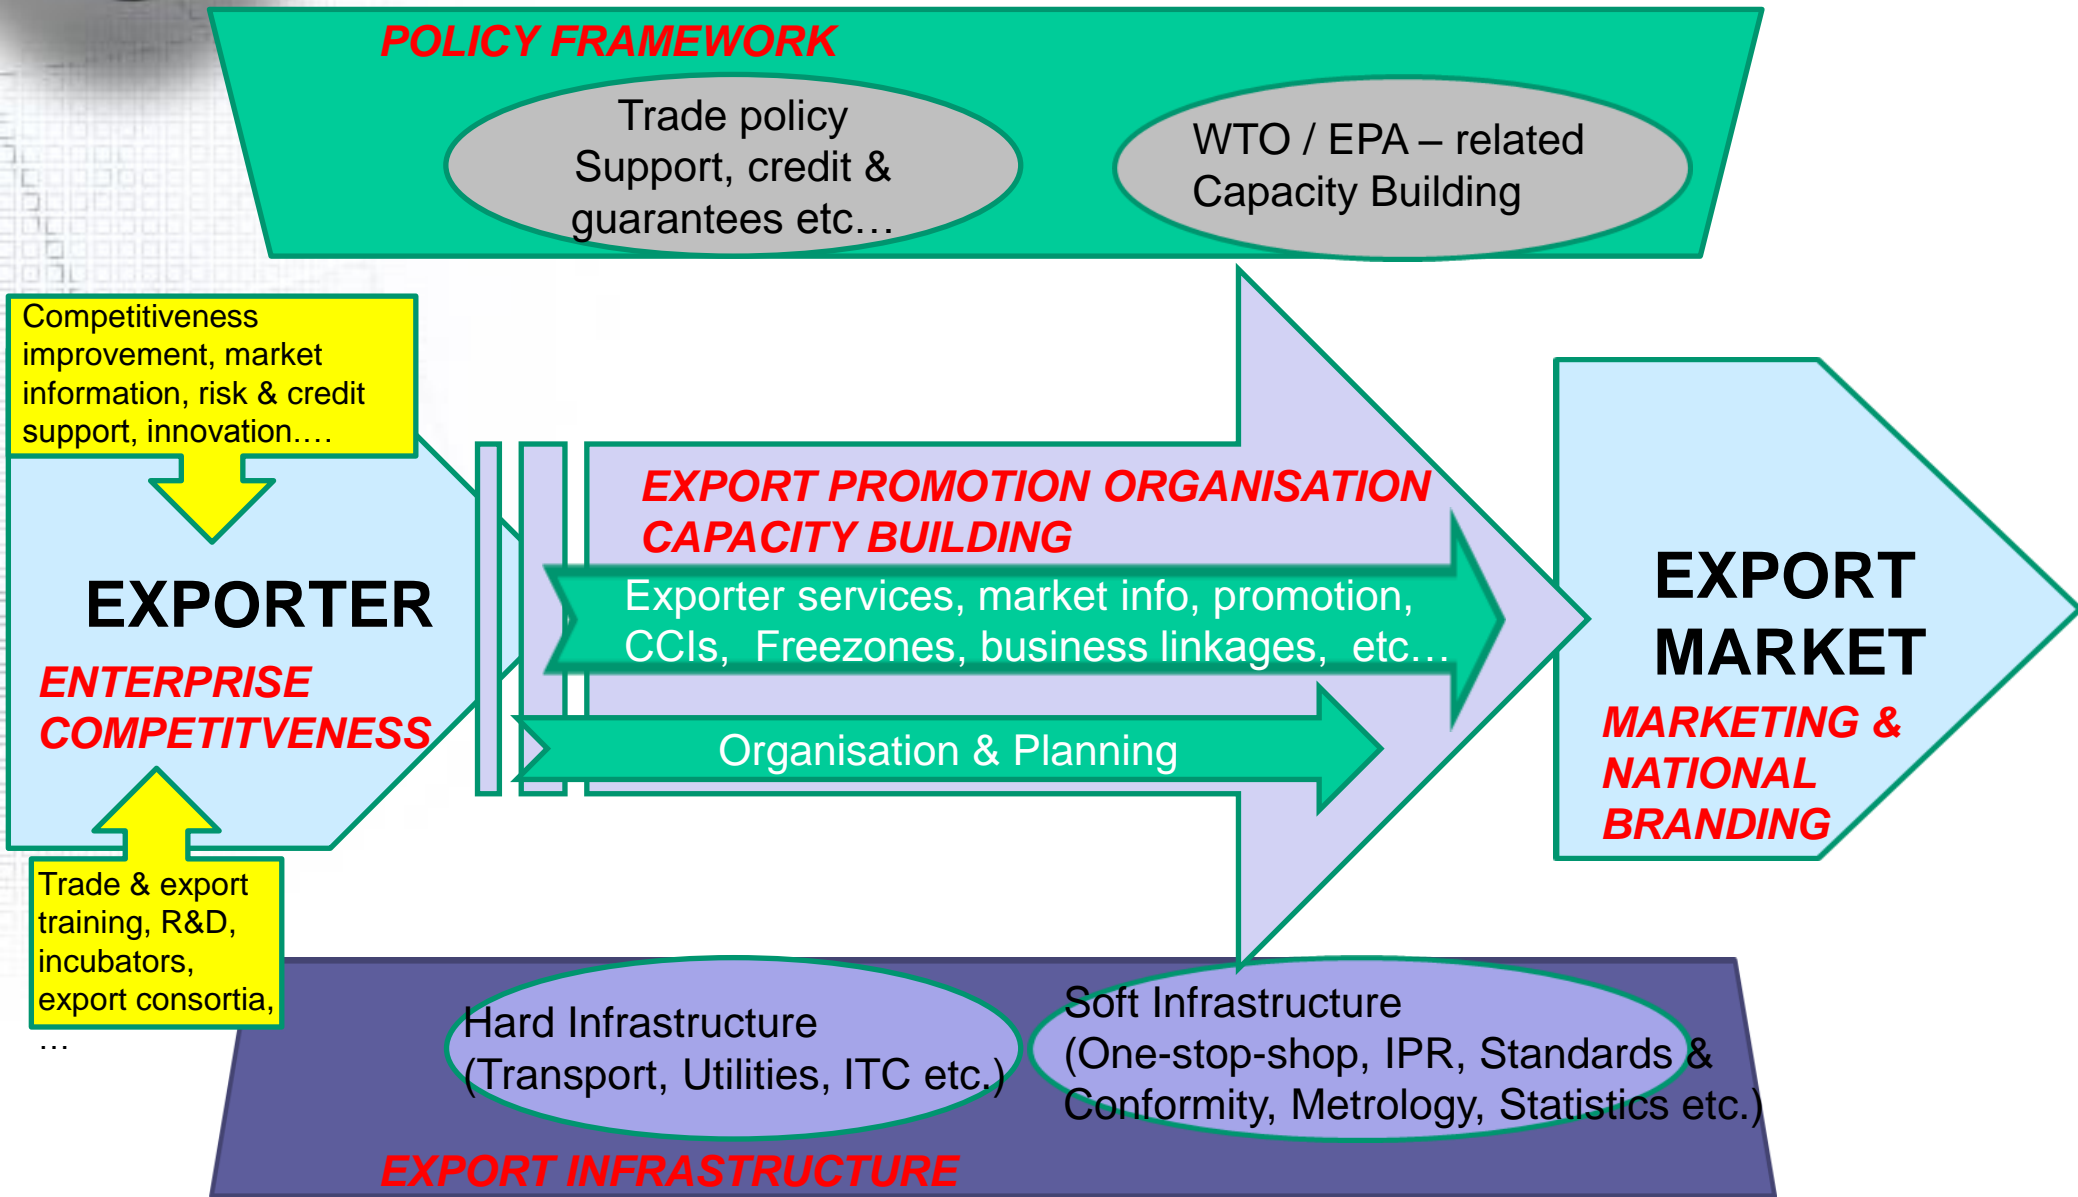 POLICY FRAMEWORK
Trade policy
Support, credit &
guarantees etc…
WTO / EPA – related
Capacity Building
Competitiveness
improvement, market
information, risk & credit
support, innovation….
EXPORTER
ENTERPRISE
COMPETITVENESS
Trade & export
training, R&D,
incubators,
export consortia,
…
EXPORT PROMOTION ORGANISATION
CAPACITY BUILDING
Exporter services, market info, promotion,
CCIs, Freezones, business linkages, etc…
Organisation & Planning
EXPORT
MARKET
MARKETING &
NATIONAL
BRANDING
Hard Infrastructure
(Transport, Utilities, ITC etc.)
Soft Infrastructure
(One-stop-shop, IPR, Standards &
Conformity, Metrology, Statistics etc.)
EXPORT INFRASTRUCTURE